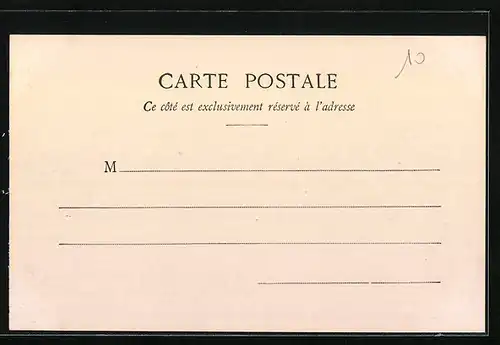 10
CARTE POSTALE
Ce côté est exclusivement réservé à l'adresse
M